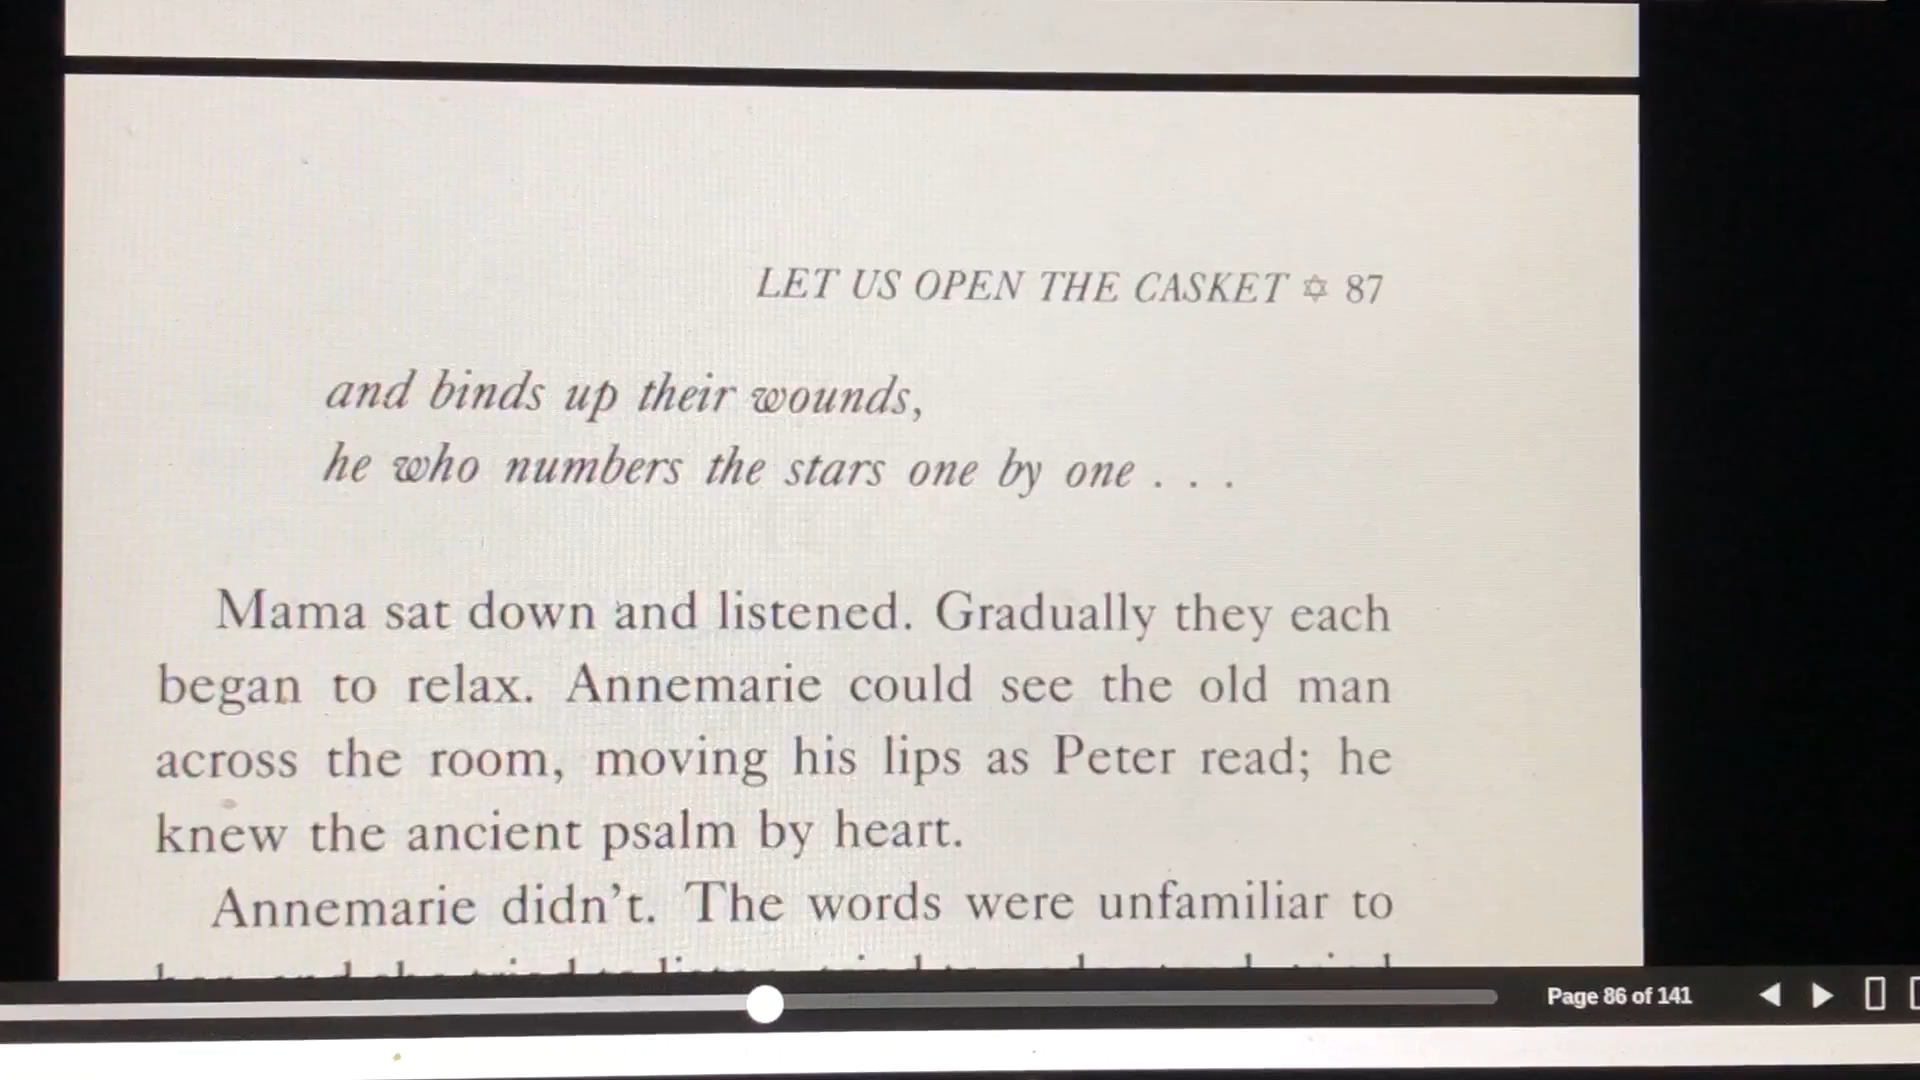 LET US OPEN THE CASKET ✡ 87
and binds up their wounds,
he who numbers the stars one by one . . .
Mama sat down and listened. Gradually they each
began to relax. Annemarie could see the old man
across the room, moving his lips as Peter read; he
knew the ancient psalm by heart.
Annemarie didn't. The words were unfamiliar to
Page 86 of 141